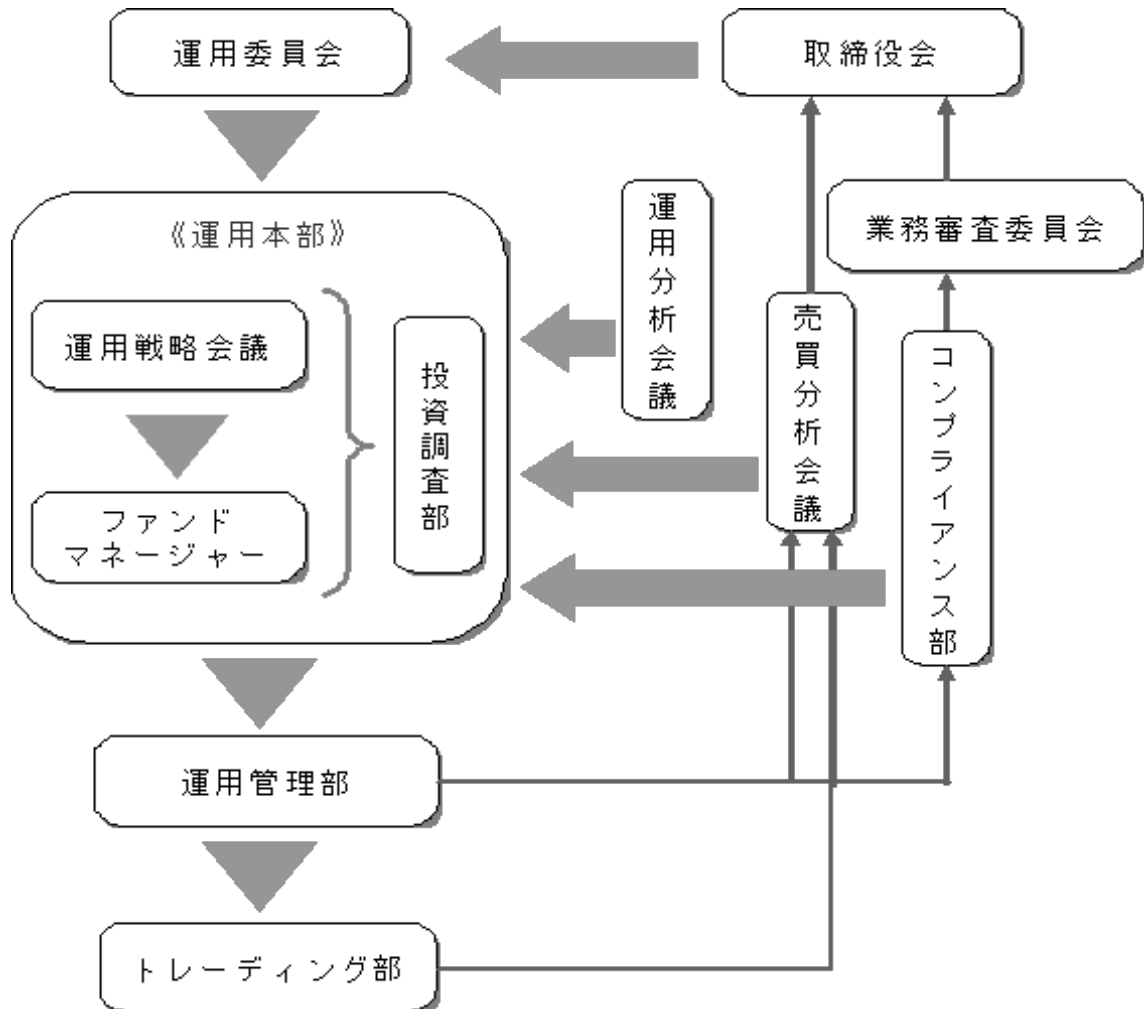 運用委員会
取締役会
《運用本部》
運用分析会議
業務審査委員会
運用戦略会議
投資調査部
売買分析会議
コンプライアンス部
ファンド
マネージャー
運用管理部
トレーディング部